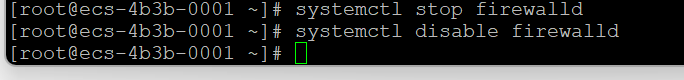 [root@ecs-4b3b-0001 ~]# systemctl stop firewalld
[root@ecs-4b3b-0001 ~]# systemctl disable firewalld
[root@ecs-4b3b-0001 ~]#